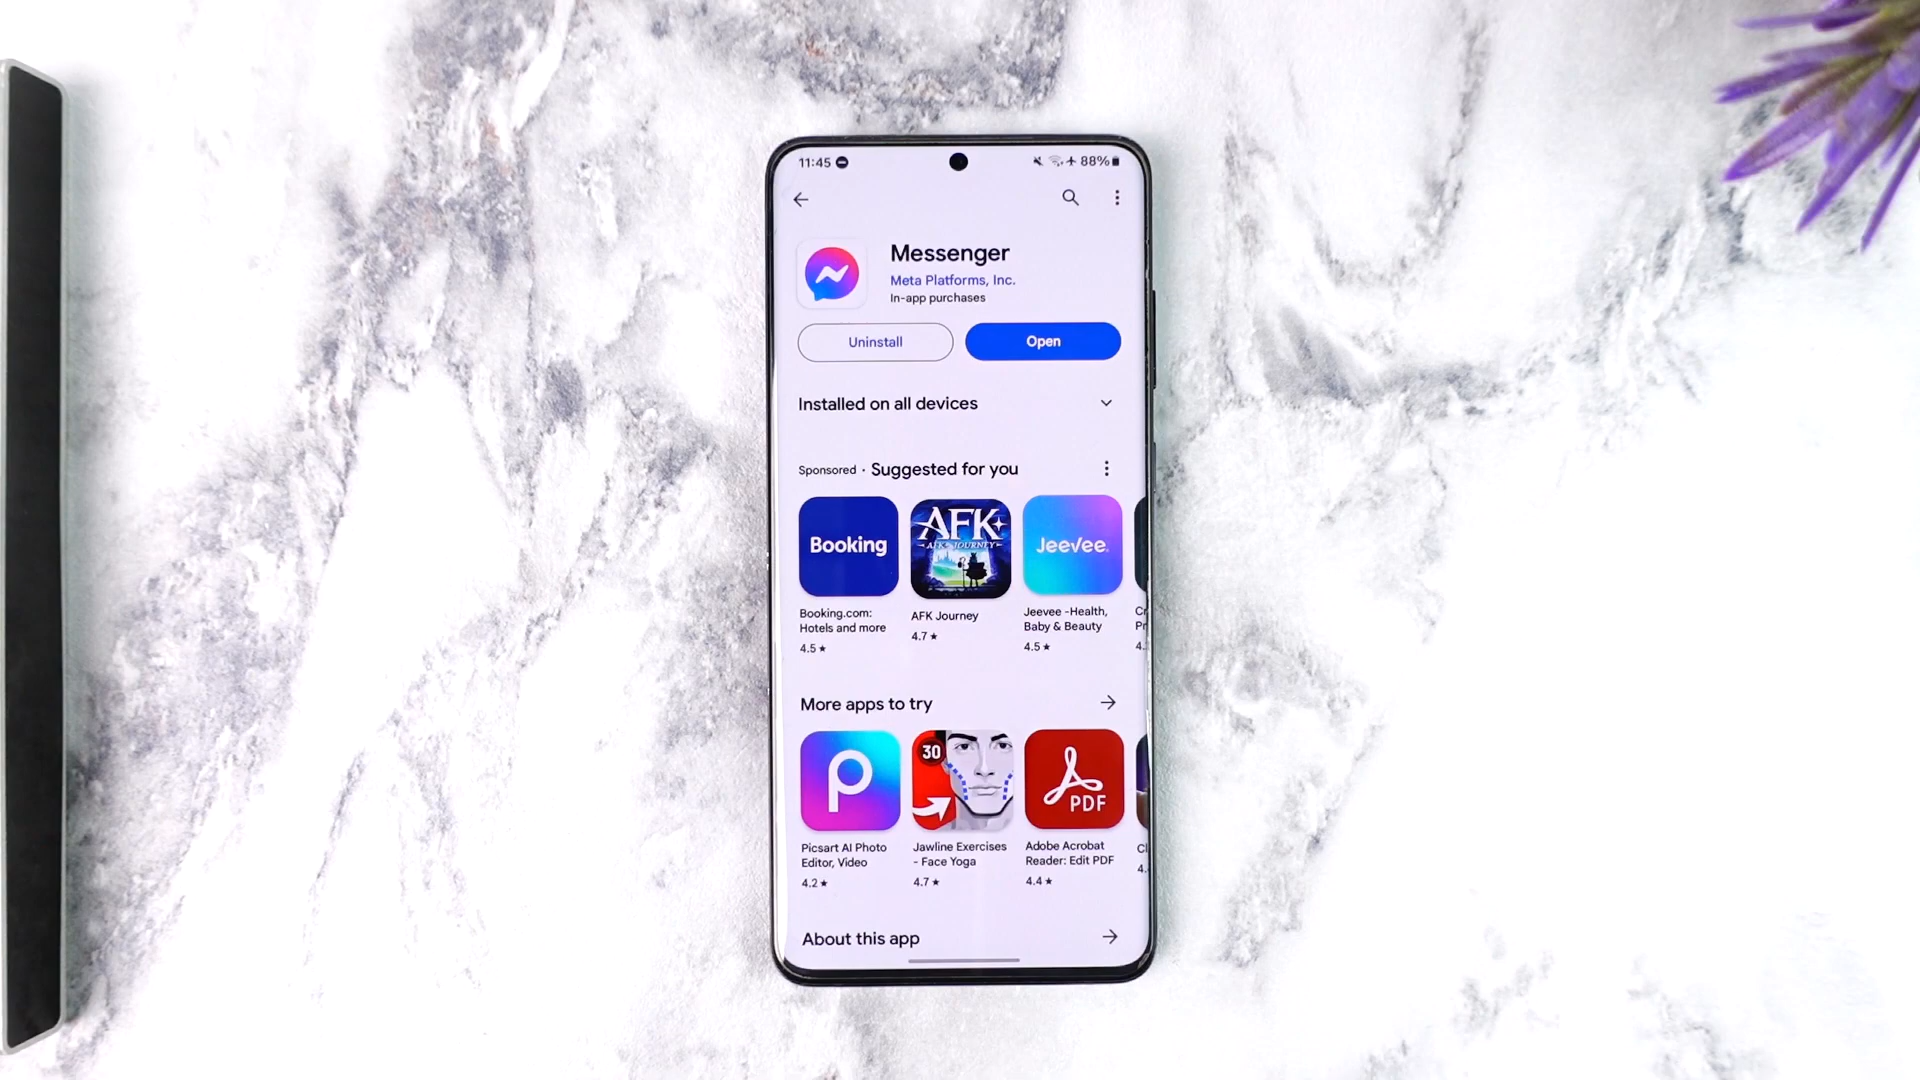 11:45
88%
Messenger
Meta Platforms, Inc.
In-app purchases
Uninstall
Open
Installed on all devices
Sponsored · Suggested for you
Booking
AFK
AFK JOURNEY
Jeevee
Booking.com:
Hotels and more
4.5★
AFK Journey
4.7★
Jeevee -Health,
Baby & Beauty
4.5★
More apps to try
30
PDF
Picsart AI Photo
Editor, Video
4.2★
Jawline Exercises
- Face Yoga
4.7★
Adobe Acrobat
Reader: Edit PDF
4.4★
About this app